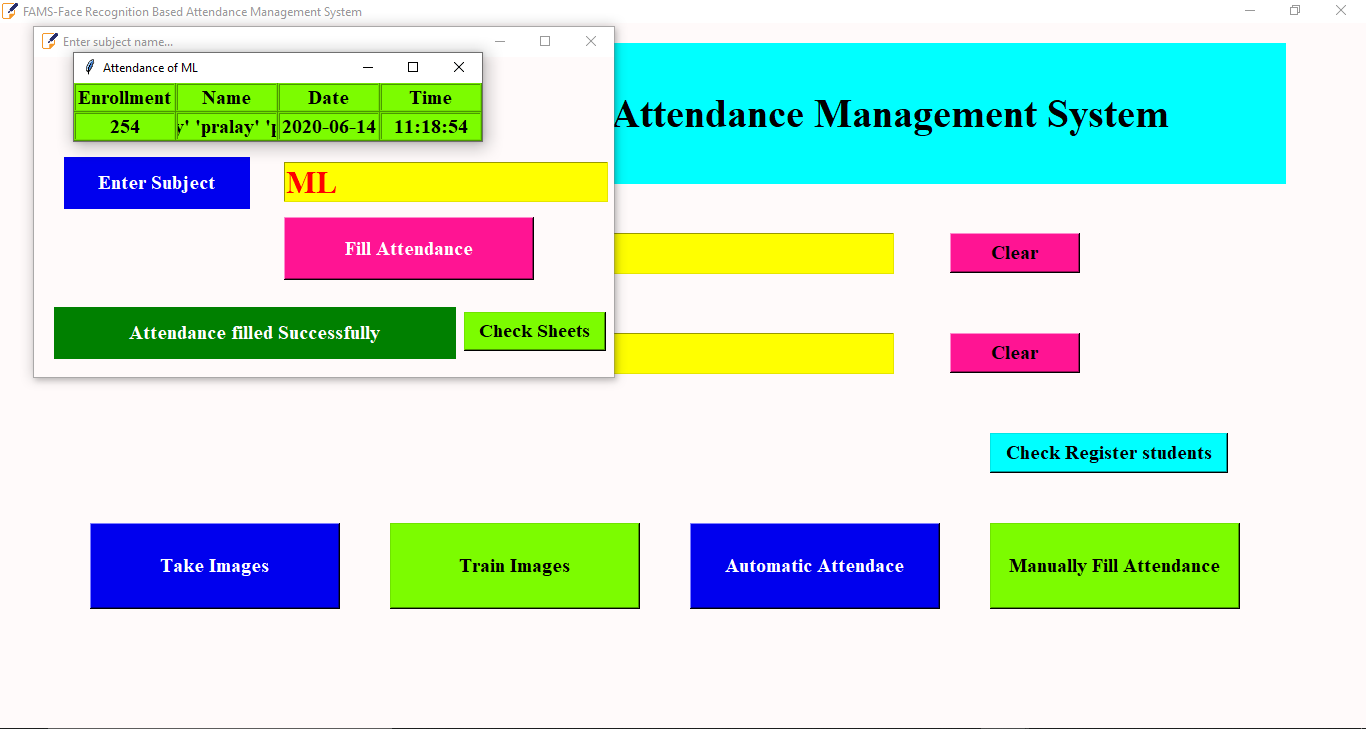 FAMS-Face Recognition Based Attendance Management System
Enter subject name...
Attendance of ML
Enrollment Name Date Time
254 y' 'pralay' 'p 2020-06-14 11:18:54
Attendance Management System
Enter Subject ML
Fill Attendance
Clear
Attendance filled Successfully Check Sheets
Clear
Check Register students
Take Images Train Images Automatic Attendace Manually Fill Attendance